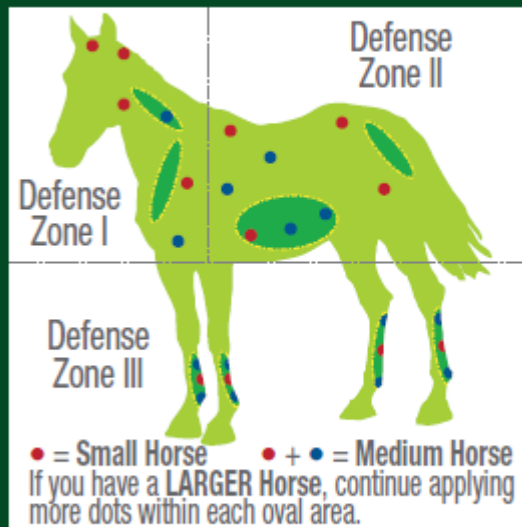 Defense
Zone II
Defense
Zone I
Defense
Zone III
= Small Horse + = Medium Horse
If you have a LARGER Horse, continue applying
more dots within each oval area.